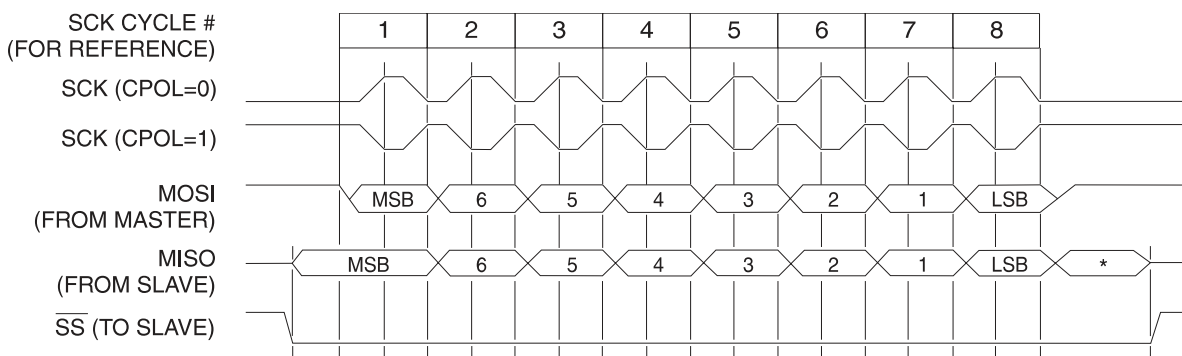 SCK CYCLE #
(FOR REFERENCE)
1 2 3 4 5 6 7 8
SCK (CPOL=0)
SCK (CPOL=1)
MOSI
(FROM MASTER)
MSB 6 5 4 3 2 1 LSB
MISO
(FROM SLAVE)
MSB 6 5 4 3 2 1 LSB *
SS (TO SLAVE)